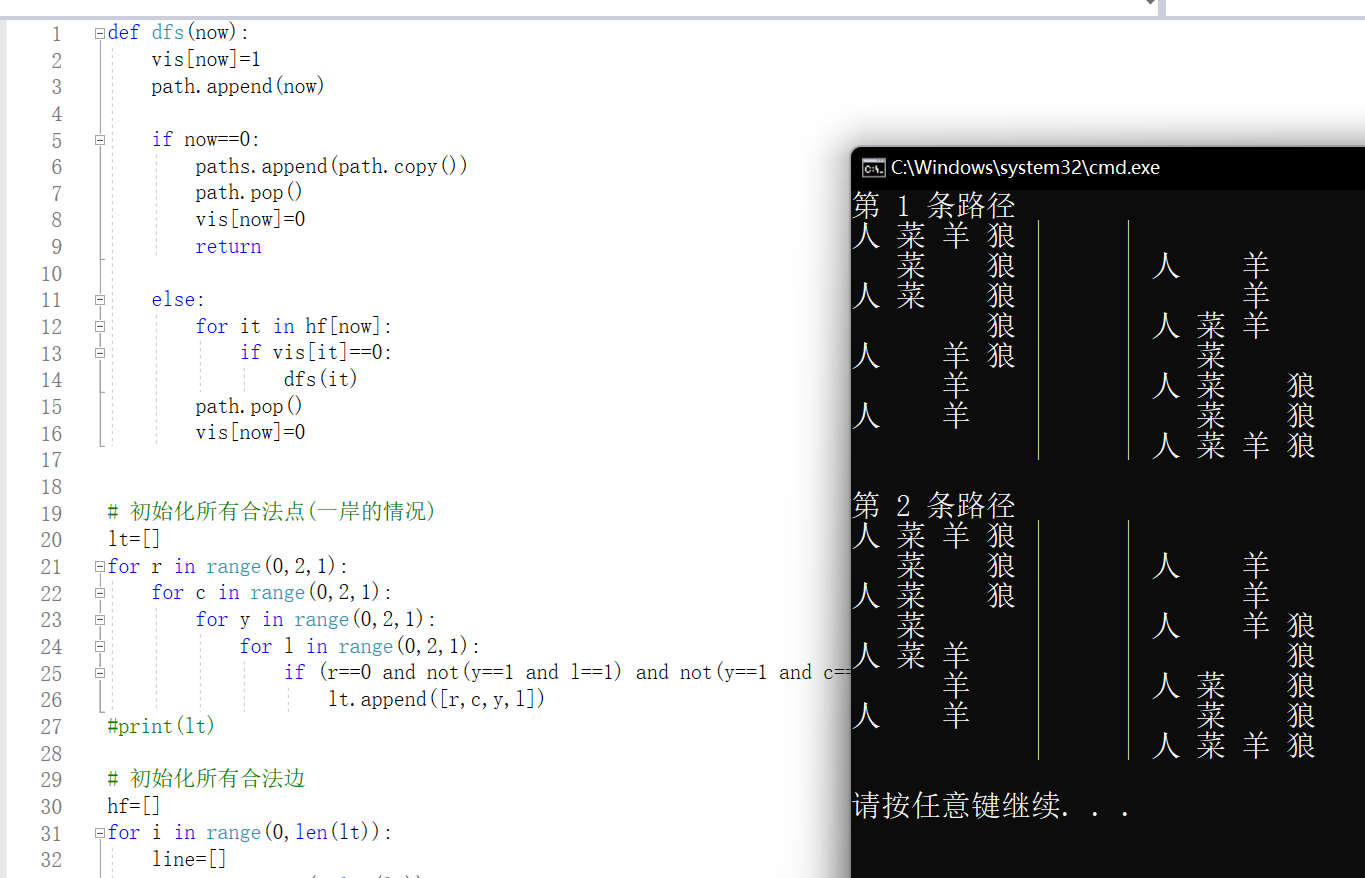 1 def dfs(now):
2 vis[now]=1
3 path.append(now)
4
5 if now==0:
6 paths.append(path.copy())
7 path.pop()
8 vis[now]=0
9 return
10
11 else:
12 for it in hf[now]:
13 if vis[it]==0:
14 dfs(it)
15 path.pop()
16 vis[now]=0
17
18
19 # 初始化所有合法点(一岸的情况)
20 lt=[]
21 for r in range(0,2,1):
22 for c in range(0,2,1):
23 for y in range(0,2,1):
24 for l in range(0,2,1):
25 if (r==0 and not(y==1 and l==1) and not(y==1 and c==
26 lt.append([r,c,y,l])
27 #print(lt)
28
29 # 初始化所有合法边
30 hf=[]
31 for i in range(0,len(lt)):
32 line=[]
C:\Windows\system32\cmd.exe
第 1 条路径
人 菜 羊 狼
菜 狼 人 羊
人 菜 狼 羊
狼 人 菜 羊
人 羊 狼 菜
羊 人 菜 狼
人 羊 菜 狼
人 菜 羊 狼
第 2 条路径
人 菜 羊 狼
菜 狼 人 羊
人 菜 狼 羊
菜 人 羊 狼
人 菜 羊 狼
羊 人 菜 狼
人 羊 菜 狼
人 菜 羊 狼
请按任意键继续. . .